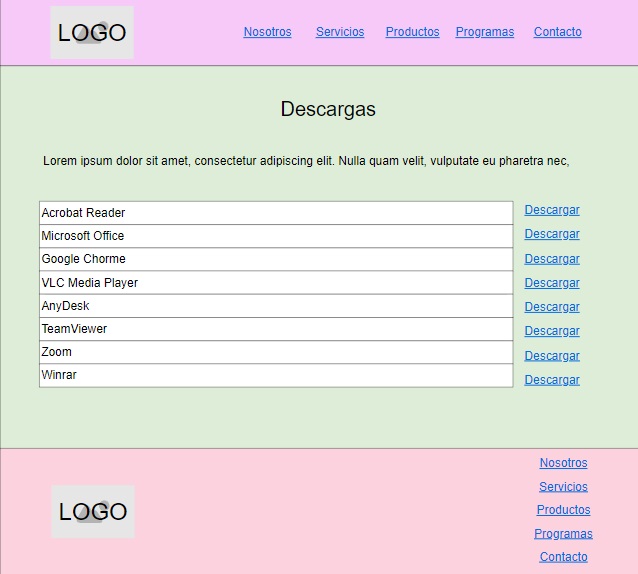 LOGO Nosotros Servicios Productos Programas Contacto
Descargas
Lorem ipsum dolor sit amet, consectetur adipiscing elit. Nulla quam velit, vulputate eu pharetra nec,
Acrobat Reader Descargar
Microsoft Office Descargar
Google Chorme Descargar
VLC Media Player Descargar
AnyDesk Descargar
TeamViewer Descargar
Zoom Descargar
Winrar Descargar
LOGO
Nosotros
Servicios
Productos
Programas
Contacto